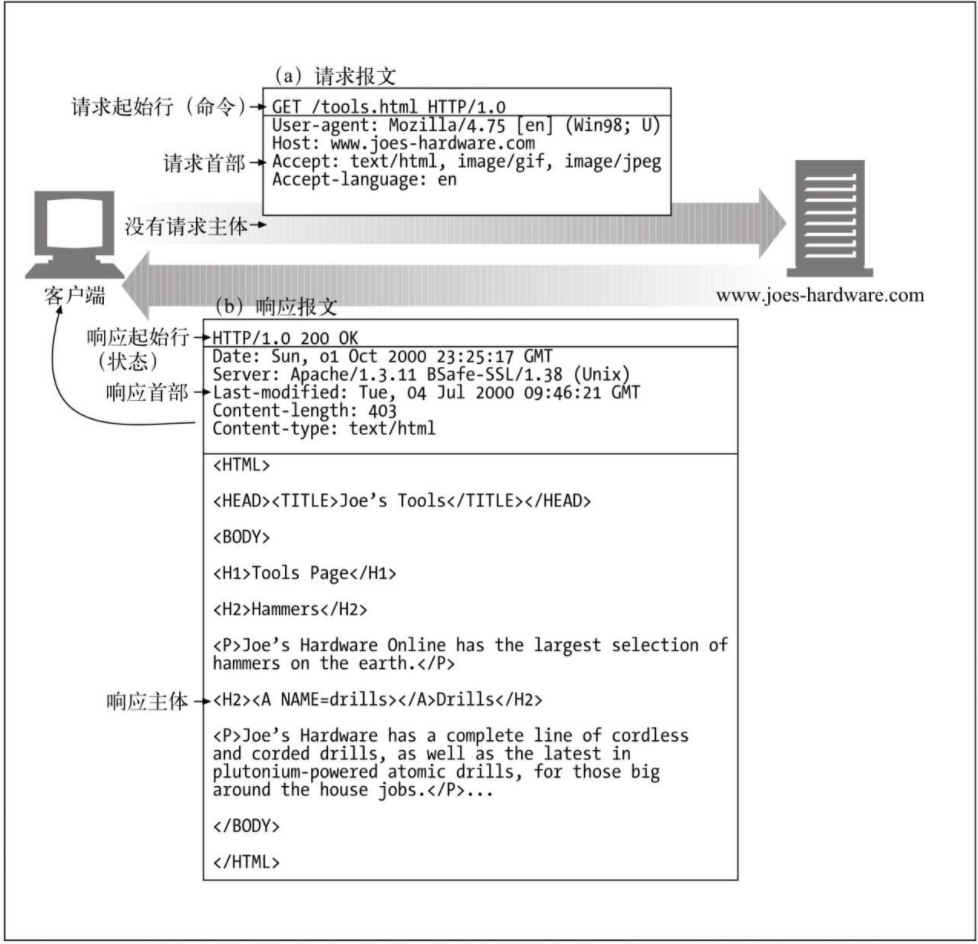 (a) 请求报文
请求起始行（命令） GET /tools.html HTTP/1.0
User-agent: Mozilla/4.75 [en] (Win98; U)
Host: www.joes-hardware.com
请求首部 Accept: text/html, image/gif, image/jpeg
Accept-language: en
没有请求主体
客户端
www.joes-hardware.com
(b) 响应报文
响应起始行 HTTP/1.0 200 OK
（状态）
Date: Sun, o1 Oct 2000 23:25:17 GMT
Server: Apache/1.3.11 BSafe-SSL/1.38 (Unix)
响应首部 Last-modified: Tue, 04 Jul 2000 09:46:21 GMT
Content-length: 403
Content-type: text/html
<HTML>
<HEAD><TITLE>Joe’s Tools</TITLE></HEAD>
<BODY>
<H1>Tools Page</H1>
<H2>Hammers</H2>
<P>Joe’s Hardware Online has the largest selection of
hammers on the earth.</P>
响应主体 <H2><A NAME=drills></A>Drills</H2>
<P>Joe’s Hardware has a complete line of cordless
and corded drills, as well as the latest in
plutonium-powered atomic drills, for those big
around the house jobs.</P>...
</BODY>
</HTML>